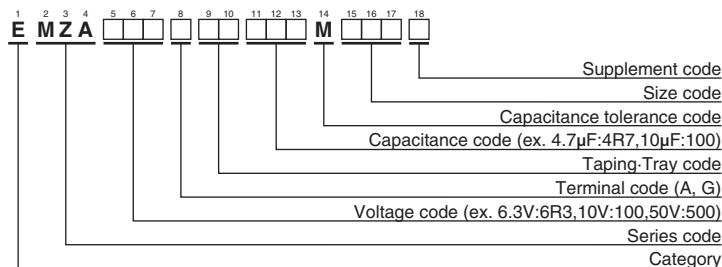 1 2 3 4 5 6 7 8 9 10 11 12 13 14 15 16 17 18
E MZA M
Supplement code
Size code
Capacitance tolerance code
Capacitance code (ex. 4.7μF:4R7,10μF:100)
Taping·Tray code
Terminal code (A, G)
Voltage code (ex. 6.3V:6R3,10V:100,50V:500)
Series code
Category